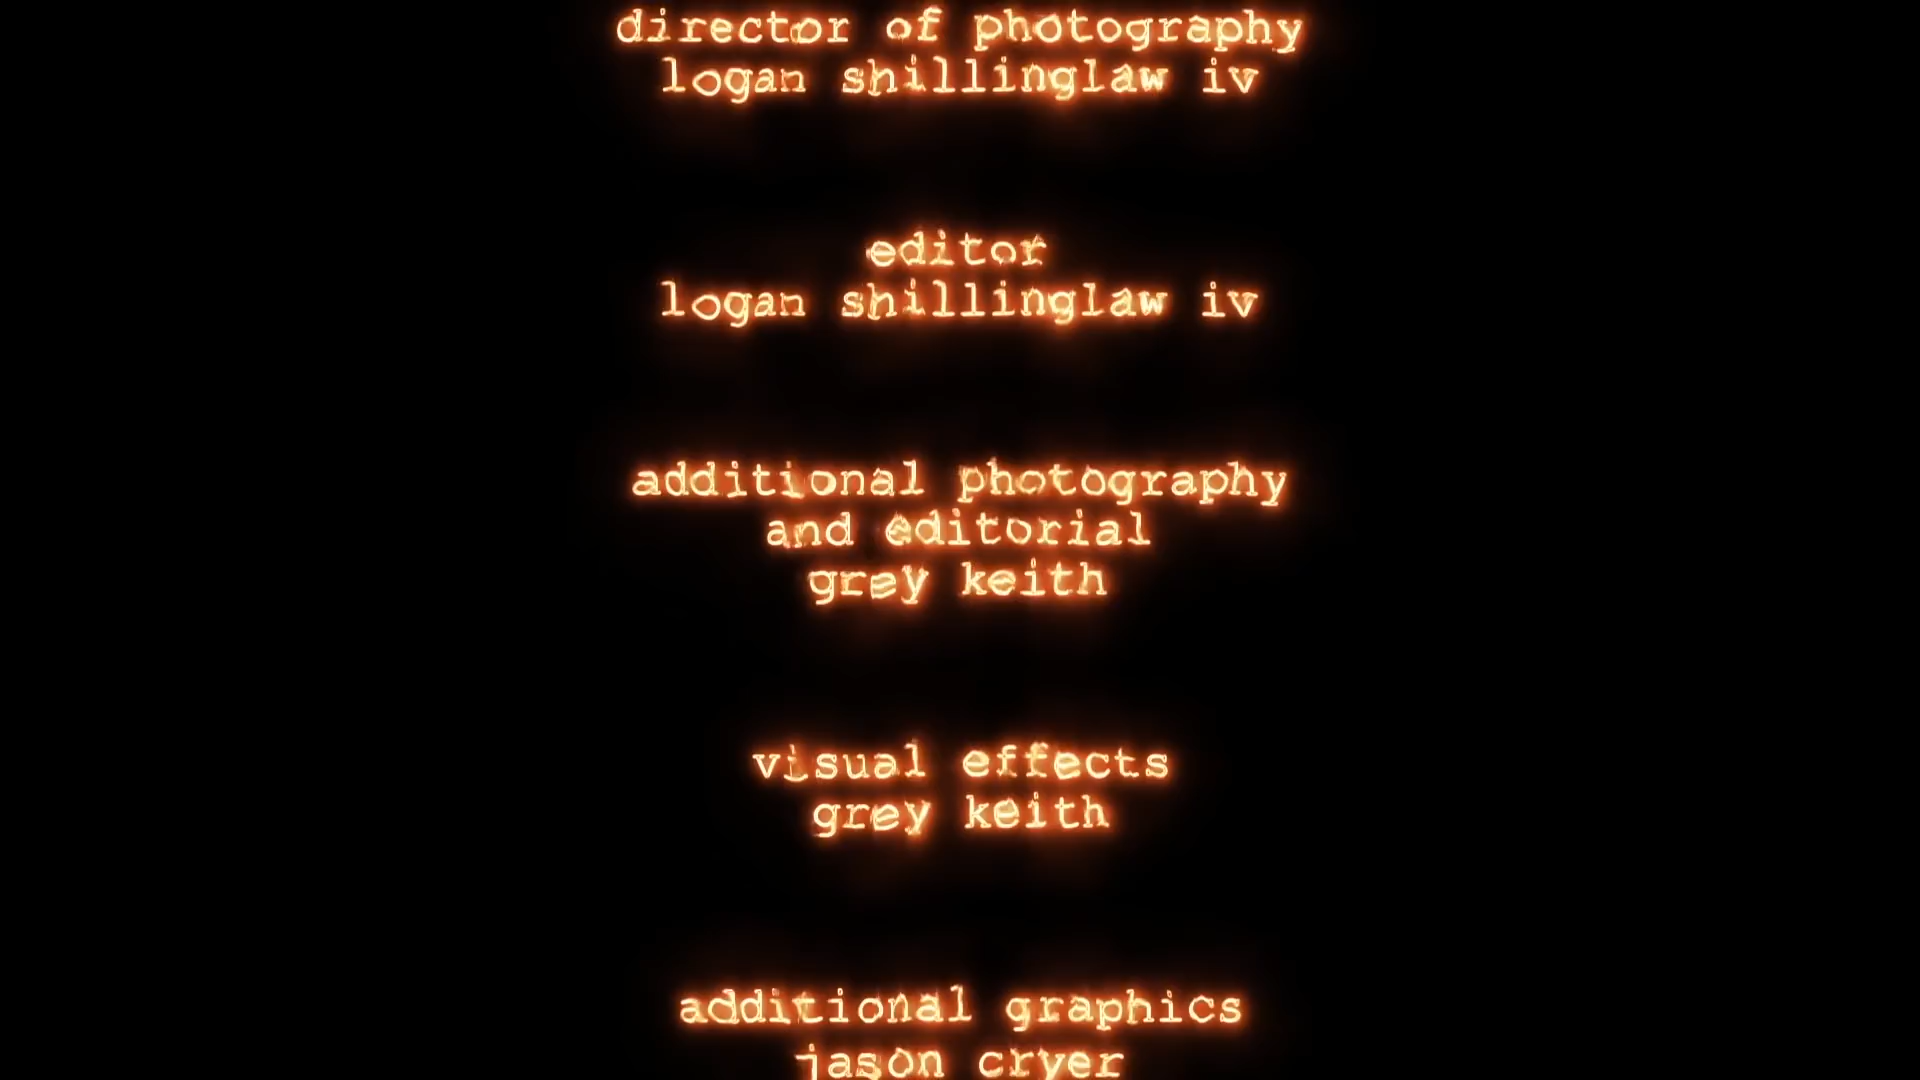 director of photography
logan shillinglaw iv
editor
logan shillinglaw iv
additional photography
and editorial
grey keith
visual effects
grey keith
additional graphics
jason cryer